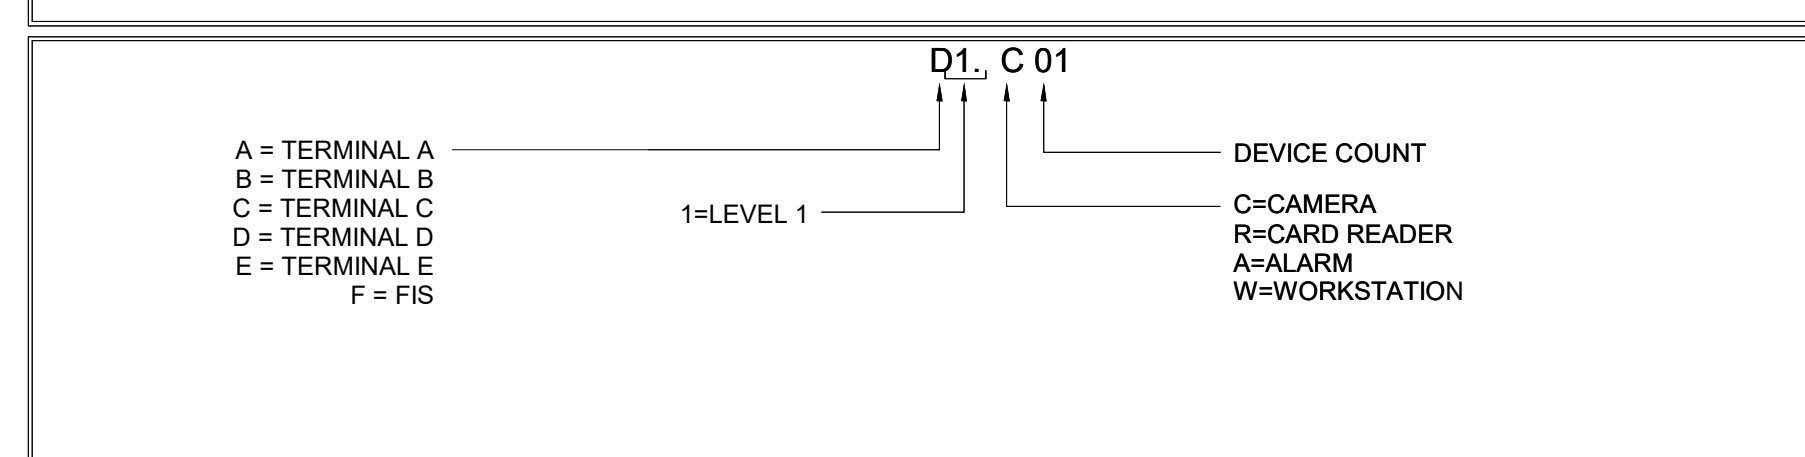 D1. C 01
A = TERMINAL A
B = TERMINAL B
C = TERMINAL C
D = TERMINAL D
E = TERMINAL E
F = FIS
1=LEVEL 1
DEVICE COUNT
C=CAMERA
R=CARD READER
A=ALARM
W=WORKSTATION